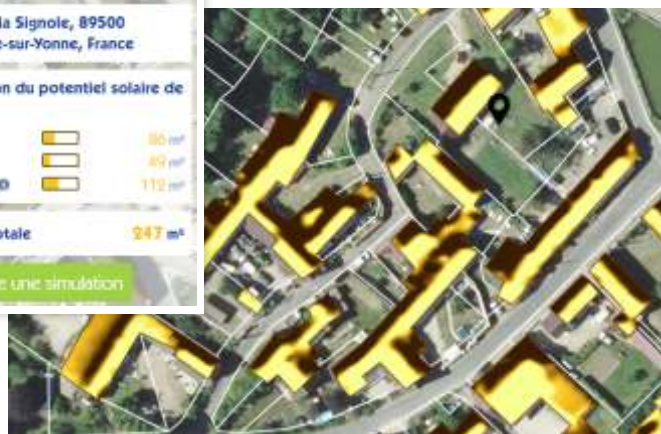 la Signole, 89500
-sur-Yonne, France
on du potentiel solaire de
86 m²
49 m²
112 m²
otale 247 m²
e une simulation